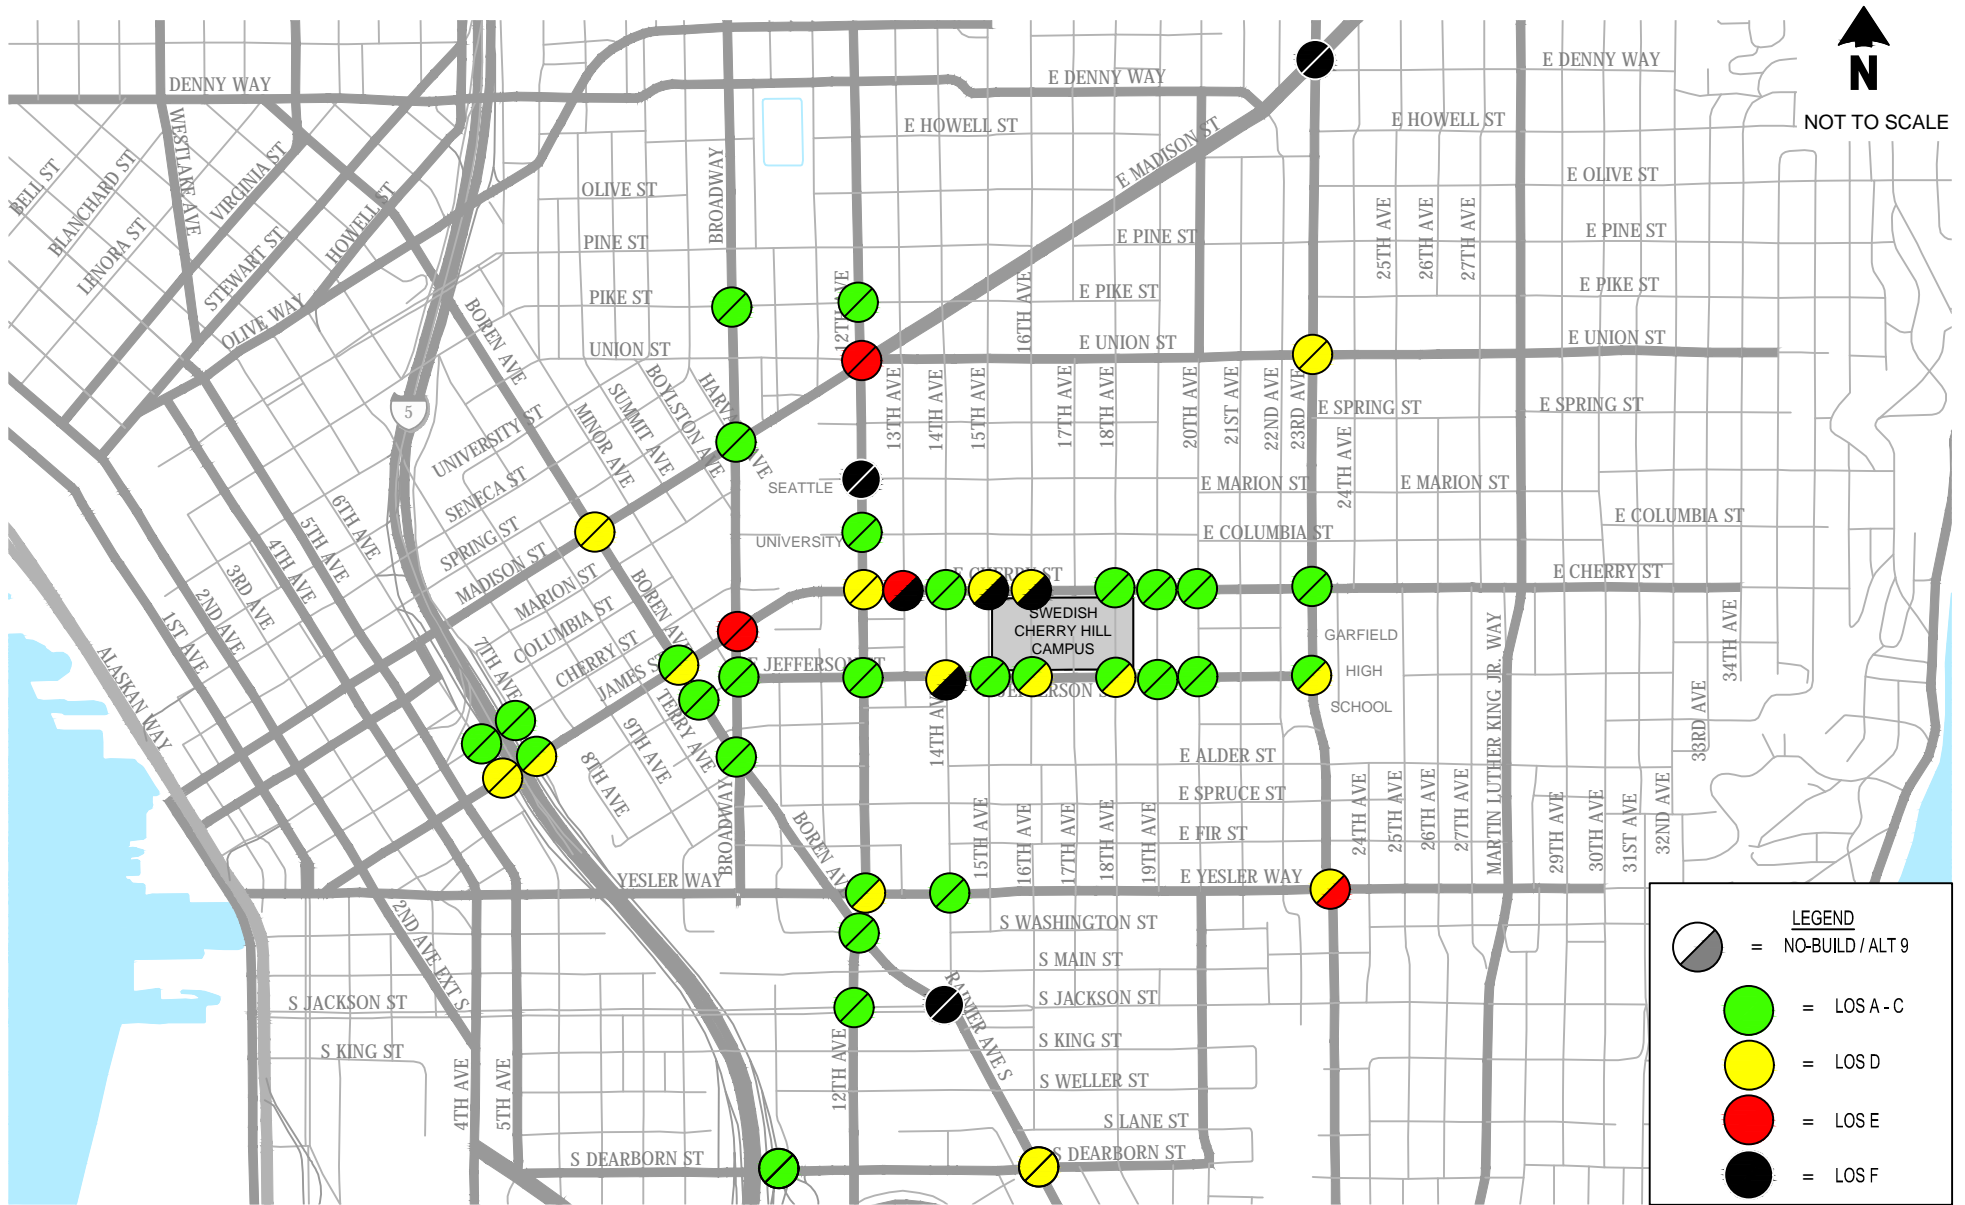 N
NOT TO SCALE
DENNY WAY
E DENNY WAY
E DENNY WAY
WESTLAKE AVE
BELL ST
BLANCHARD ST
LENORA ST
VIRGINIA ST
STEWART ST
HOWELL ST
OLIVE WAY
E HOWELL ST
E HOWELL ST
E MADISON ST
OLIVE ST
E OLIVE ST
BROADWAY
PINE ST
E PINE ST
E PINE ST
25TH AVE
26TH AVE
27TH AVE
PIKE ST
12TH AVE
16TH AVE
E PIKE ST
E PIKE ST
BOREN AVE
UNION ST
E UNION ST
E UNION ST
5
UNIVERSITY ST
SENECA ST
SPRING ST
MADISON ST
MINOR AVE
SUMMIT AVE
BOYLSTON AVE
13TH AVE
14TH AVE
15TH AVE
17TH AVE
18TH AVE
20TH AVE
21ST AVE
22ND AVE
23RD AVE
E SPRING ST
E SPRING ST
24TH AVE
SEATTLE
UNIVERSITY
E MARION ST
E MARION ST
E COLUMBIA ST
E COLUMBIA ST
6TH AVE
5TH AVE
4TH AVE
3RD AVE
2ND AVE
1ST AVE
ALASKAN WAY
MARION ST
COLUMBIA ST
CHERRY ST
JAMES ST
BOREN AVE
7TH AVE
TERRY AVE
9TH AVE
8TH AVE
E CHERRY ST
E CHERRY ST
SWEDISH
CHERRY HILL
CAMPUS
GARFIELD
HIGH
SCHOOL
E JEFFERSON ST
JEFFERSON S
14TH AVE
34TH AVE
33RD AVE
MARTIN LUTHER KING JR. WAY
E ALDER ST
E SPRUCE ST
E FIR ST
BROADWAY
BOREN AVE
15TH AVE
16TH AVE
17TH AVE
18TH AVE
19TH AVE
24TH AVE
25TH AVE
26TH AVE
27TH AVE
29TH AVE
30TH AVE
31ST AVE
32ND AVE
YESLER WAY
E YESLER WAY
2ND AVE EXT S
S WASHINGTON ST
S MAIN ST
S JACKSON ST
S JACKSON ST
RAINIER AVE S
S KING ST
S KING ST
S WELLER ST
S LANE ST
S DEARBORN ST
S DEARBORN ST
4TH AVE
5TH AVE
12TH AVE
LEGEND
= NO-BUILD / ALT 9
= LOS A - C
= LOS D
= LOS E
= LOS F